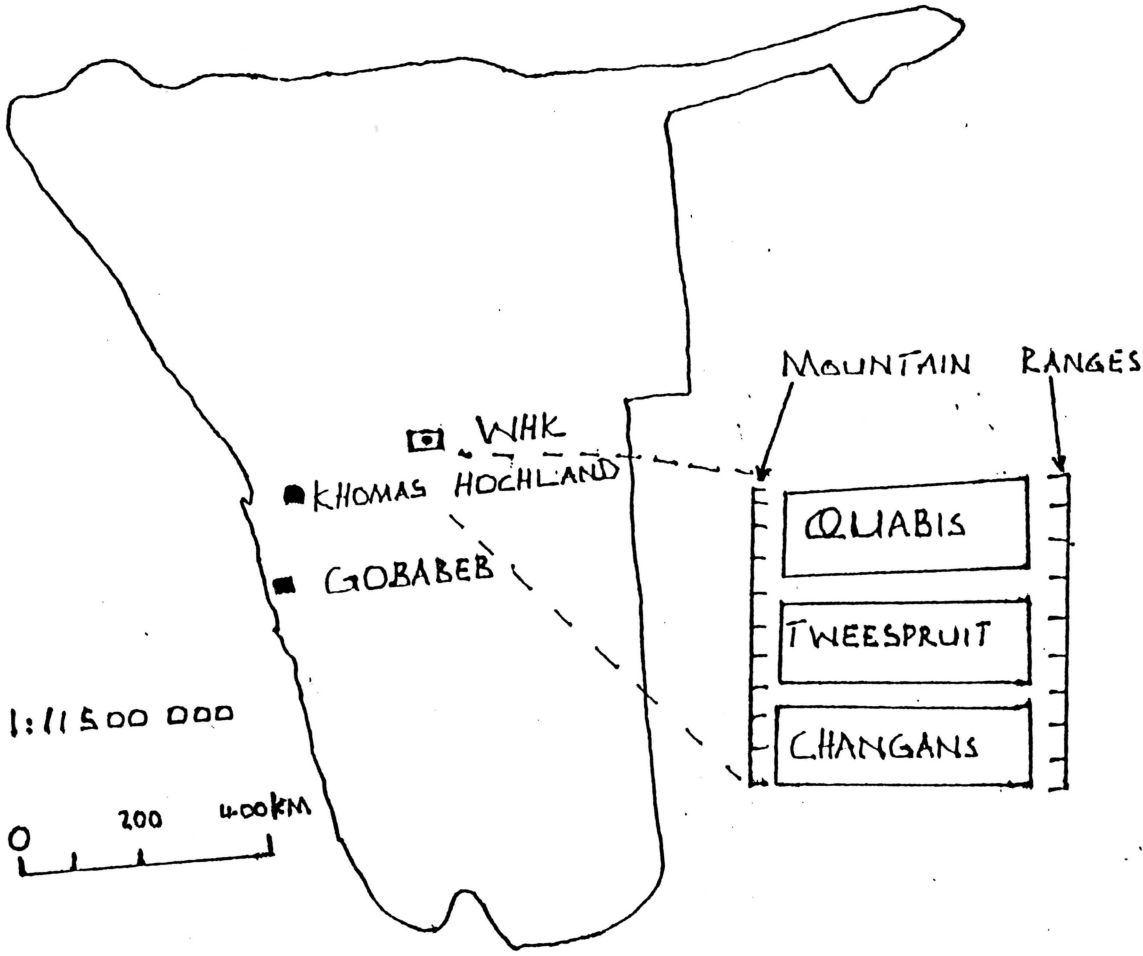 MOUNTAIN RANGES
WHK
KHOMAS HOCHLAND
GOBABEB
QUABIS
TWEESPRUIT
CHANGANS
1:11 500 000
0 200 400KM